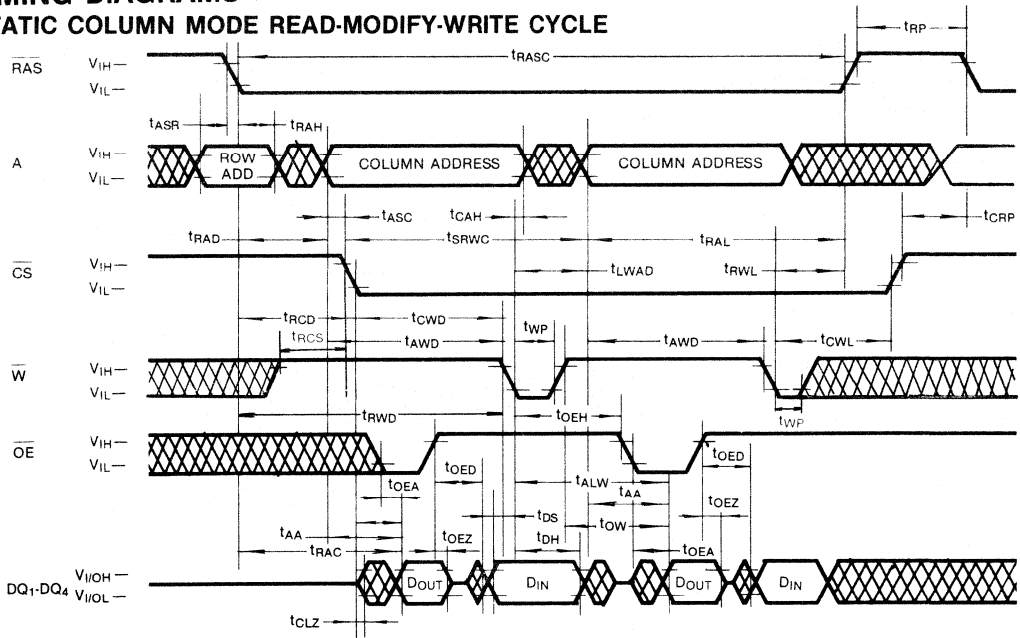 MING DIAGRAMS
TATIC COLUMN MODE READ-MODIFY-WRITE CYCLE
tRP
RAS VIH— tRASC
VIL—
tASR tRAH
A VIH— ROW ADD COLUMN ADDRESS COLUMN ADDRESS
VIL—
tASC tCAH tCRP
tRAD tSRWC tRAL
CS VIH— tLWAD tRWL
VIL—
tRCD tCWD tWP
tRCS tAWD tAWD tCWL
W VIH—
VIL—
tRWD tOEH tWP
OE VIH—
VIL— tOED tOED
tOEA tALW
tAA tOEZ
tDS tOW
tAA tOEZ tDH tOEA
tRAC
DQ1-DQ4 VI/OH— DOUT DIN DOUT DIN
VI/OL—
tCLZ